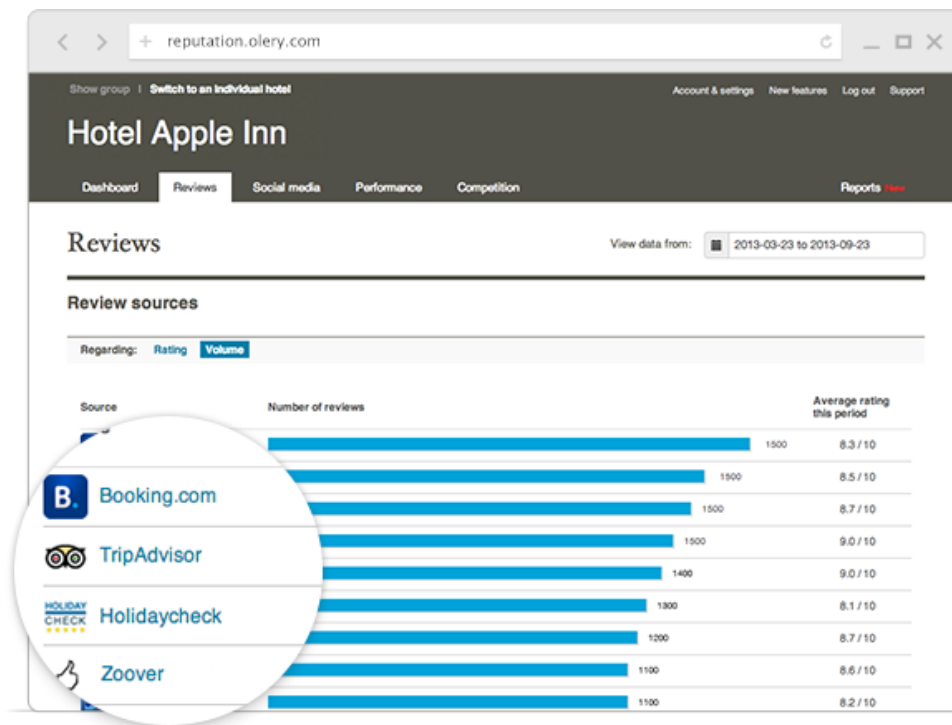 reputation.olery.com
Show group | Switch to an individual hotel
Account & settings New features Log out Support
Hotel Apple Inn
Dashboard Reviews Social media Performance Competition Reports New
Reviews
View data from: 2013-03-23 to 2013-09-23
Review sources
Regarding: Rating Volume
Source Number of reviews Average rating this period
1500 8.3 / 10
1500 8.5 / 10
1500 8.7 / 10
1500 9.0 / 10
1400 9.0 / 10
1300 8.1 / 10
1200 8.7 / 10
1100 8.6 / 10
1100 8.2 / 10
B. Booking.com
TripAdvisor
HOLIDAY CHECK Holidaycheck
Zoover